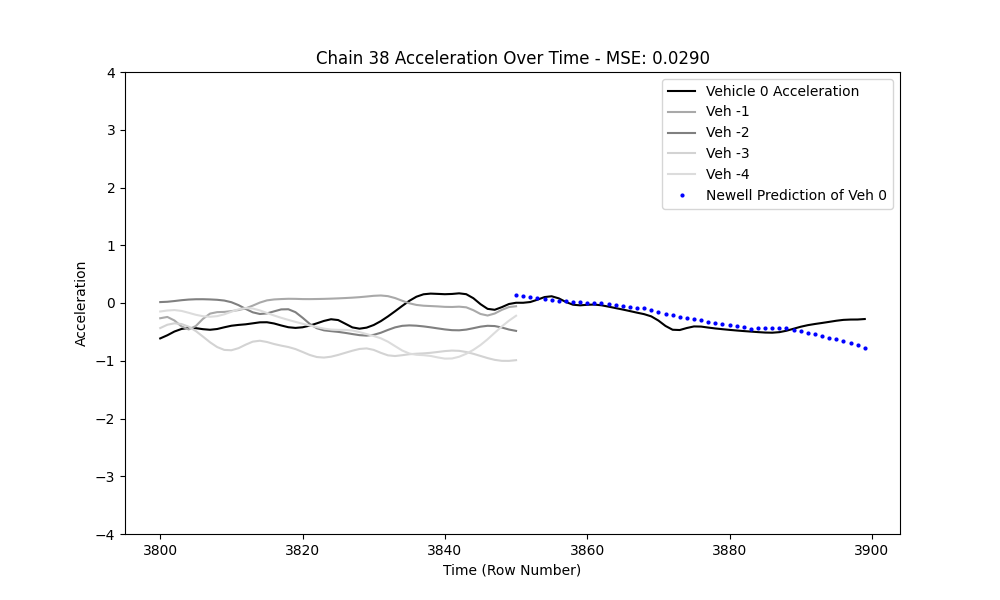 Chain 38 Acceleration Over Time - MSE: 0.0290
Vehicle 0 Acceleration
Veh -1
Veh -2
Veh -3
Veh -4
Newell Prediction of Veh 0
Acceleration
4
3
2
1
0
−1
−2
−3
−4
3800
3820
3840
3860
3880
3900
Time (Row Number)